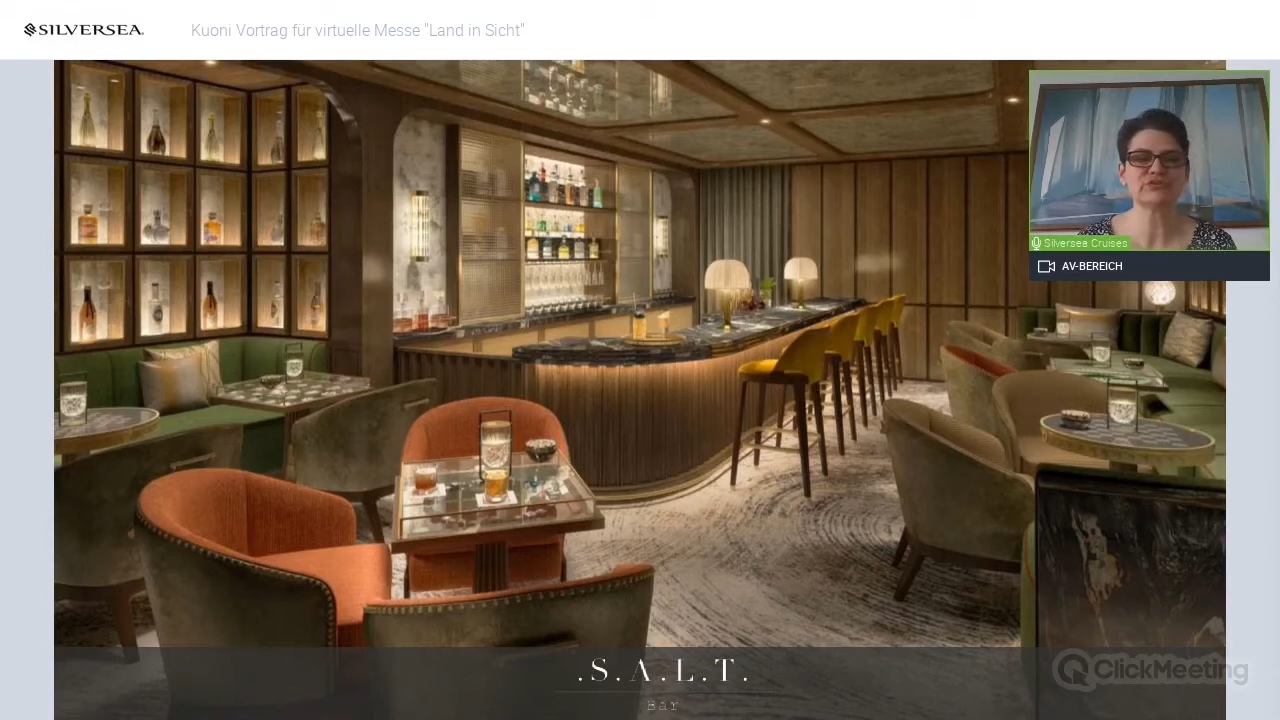 SILVERSEA
Kuoni Vortrag für virtuelle Messe "Land in Sicht"
Silversea Cruises
AV-BEREICH
.S.A.L.T.
Bar
ClickMeeting